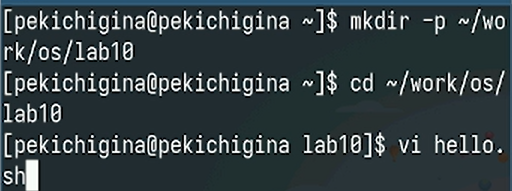 [pekichigina@pekichigina ~]$ mkdir -p ~/wo
rk/os/lab10
[pekichigina@pekichigina ~]$ cd ~/work/os/
lab10
[pekichigina@pekichigina lab10]$ vi hello.
sh